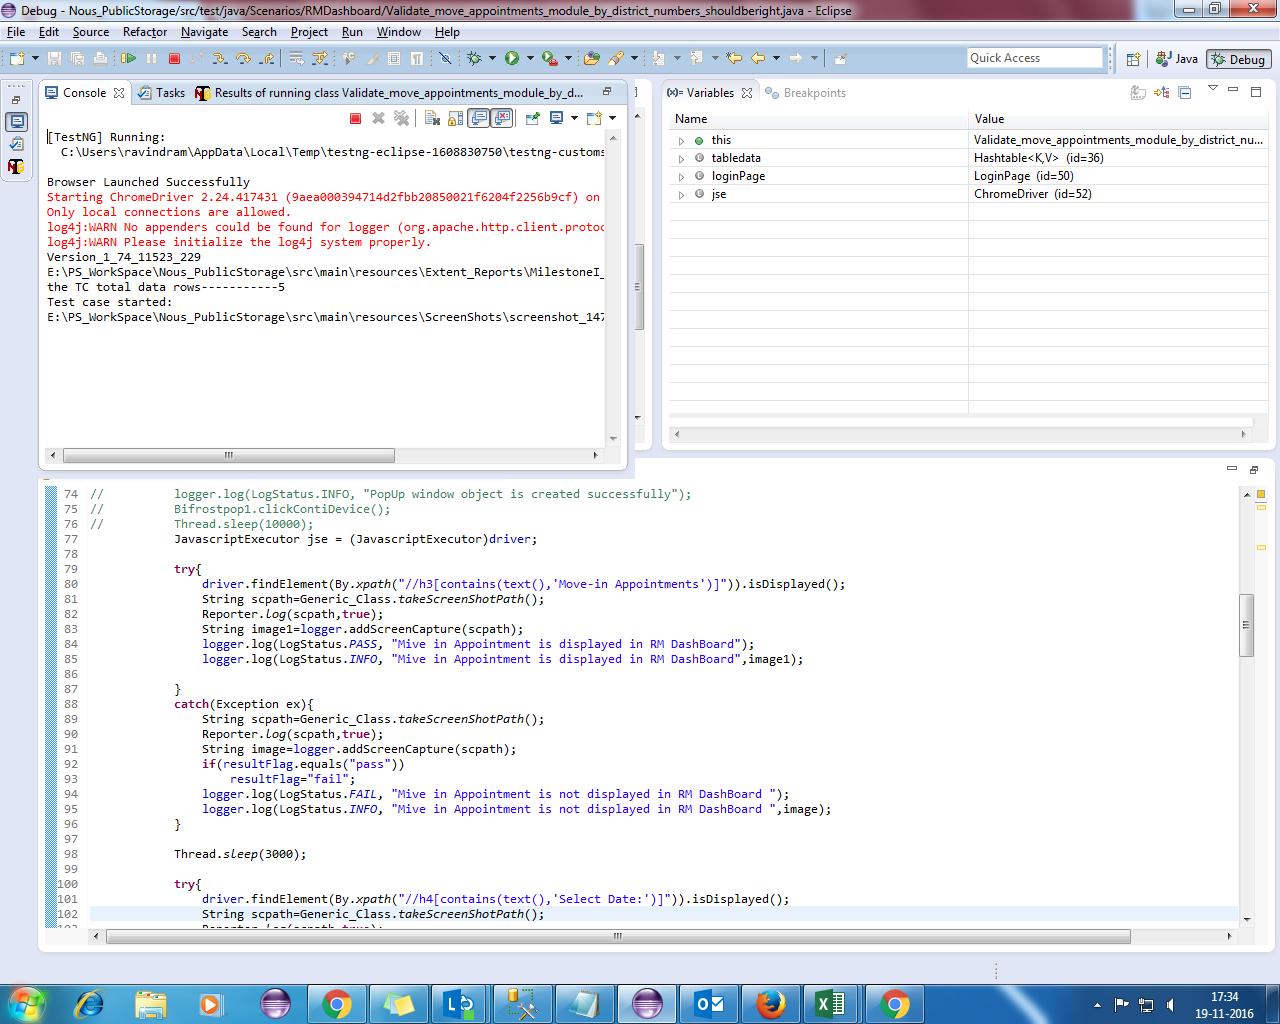 Debug - Nous_PublicStorage/src/test/java/Scenarios/RMDashboard/Validate_move_appointments_module_by_district_numbers_shouldberight.java - Eclipse
File Edit Source Refactor Navigate Search Project Run Window Help
Quick Access
Java
Debug
Console
Tasks
Results of running class Validate_move_appointments_module_by_d...
[TestNG] Running:
C:\Users\ravindram\AppData\Local\Temp\testng-eclipse-1608830750\testng-customs
Browser Launched Successfully
Starting ChromeDriver 2.24.417431 (9aea000394714d2fbb20850021f6204f2256b9cf) on
Only local connections are allowed.
log4j:WARN No appenders could be found for logger (org.apache.http.client.protoc
log4j:WARN Please initialize the log4j system properly.
Version_1_74_11523_229
E:\PS_WorkSpace\Nous_PublicStorage\src\main\resources\Extent_Reports\MilestoneI_
the TC total data rows-----------5
Test case started:
E:\PS_WorkSpace\Nous_PublicStorage\src\main\resources\ScreenShots\screenshot_147
(x)= Variables
Breakpoints
Name Value
this Validate_move_appointments_module_by_district_nu...
tabledata Hashtable<K,V> (id=36)
loginPage LoginPage (id=50)
jse ChromeDriver (id=52)
74 // logger.log(LogStatus.INFO, "PopUp window object is created successfully");
75 // Bifrostpop1.clickContiDevice();
76 // Thread.sleep(10000);
77 JavascriptExecutor jse = (JavascriptExecutor)driver;
78
79 try{
80 driver.findElement(By.xpath("//h3[contains(text(),'Move-in Appointments')]")).isDisplayed();
81 String scpath=Generic_Class.takeScreenShotPath();
82 Reporter.log(scpath,true);
83 String image1=logger.addScreenCapture(scpath);
84 logger.log(LogStatus.PASS, "Mive in Appointment is displayed in RM DashBoard");
85 logger.log(LogStatus.INFO, "Mive in Appointment is displayed in RM DashBoard",image1);
86
87 }
88 catch(Exception ex){
89 String scpath=Generic_Class.takeScreenShotPath();
90 Reporter.log(scpath,true);
91 String image=logger.addScreenCapture(scpath);
92 if(resultFlag.equals("pass"))
93 resultFlag="fail";
94 logger.log(LogStatus.FAIL, "Mive in Appointment is not displayed in RM DashBoard ");
95 logger.log(LogStatus.INFO, "Mive in Appointment is not displayed in RM DashBoard ",image);
96 }
97
98 Thread.sleep(3000);
99
100 try{
101 driver.findElement(By.xpath("//h4[contains(text(),'Select Date:')]")).isDisplayed();
102 String scpath=Generic_Class.takeScreenShotPath();
17:34
19-11-2016